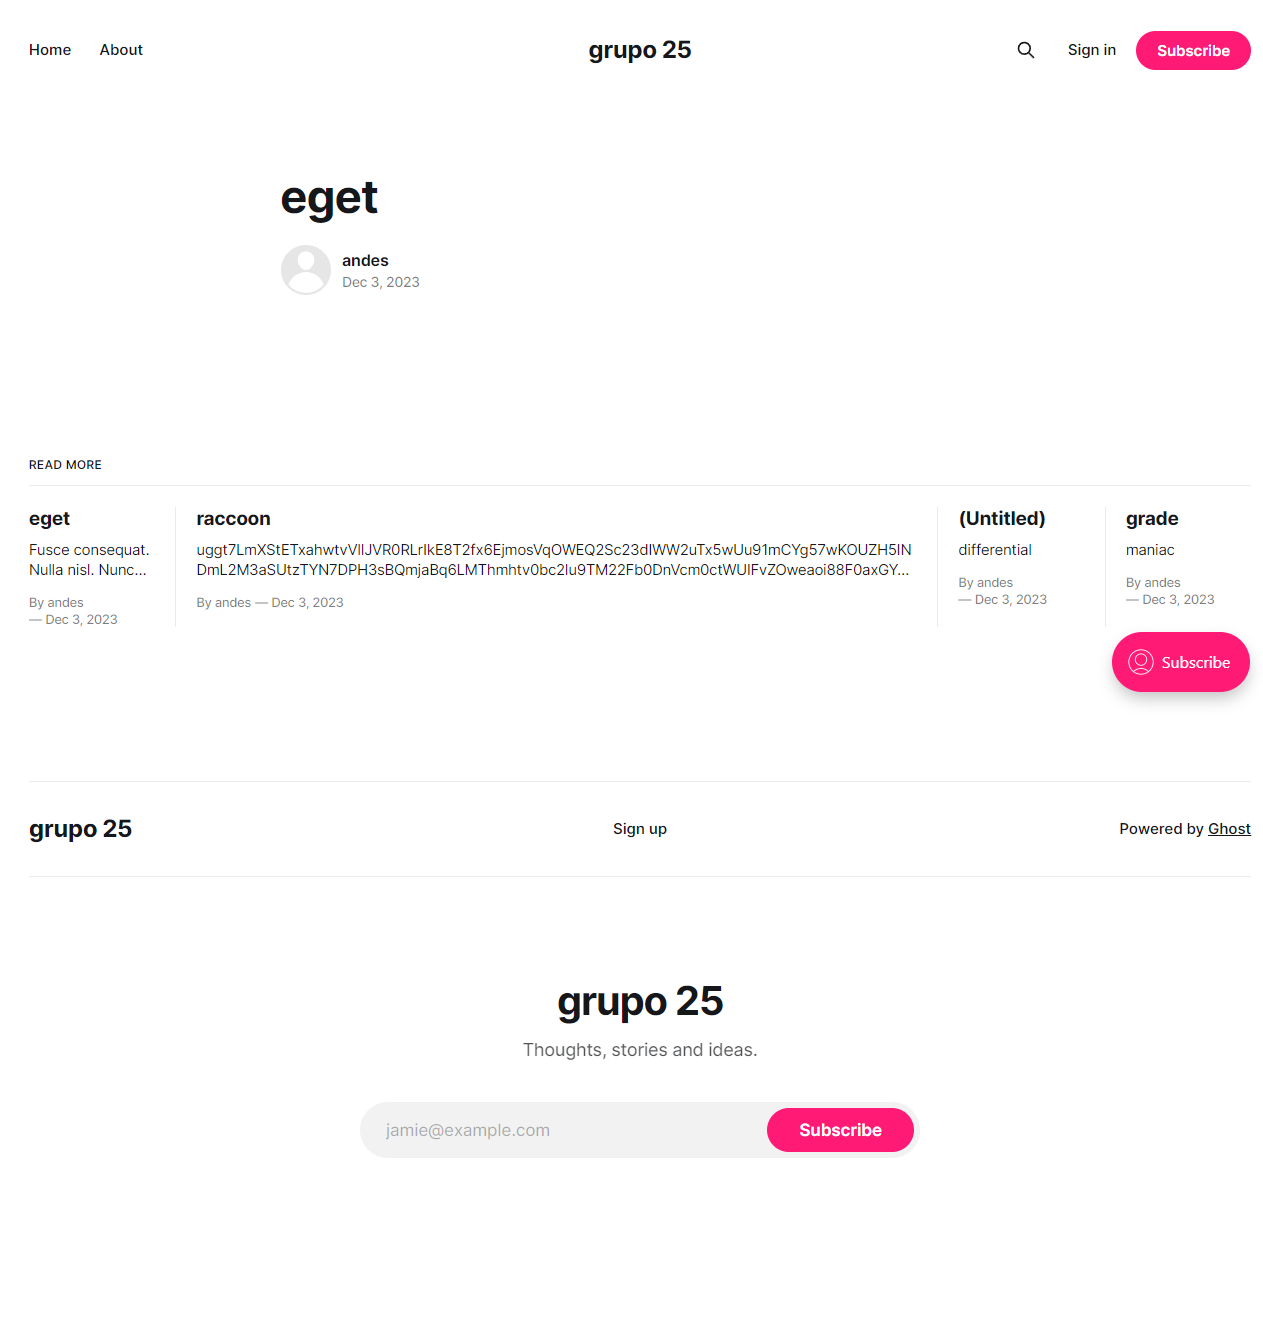 Home About grupo 25 Sign in Subscribe
eget
andes
Dec 3, 2023
READ MORE
eget
Fusce consequat.
Nulla nisl. Nunc...
By andes
— Dec 3, 2023
raccoon
uggt7LmXStETxahwtvVIlJVR0RLrIkE8T2fx6EjmosVqOWEQ2Sc23dIWW2uTx5wUu91mCYg57wKOUZH5IN
DmL2M3aSUtzTYN7DPH3sBQmjaBq6LMThmhtv0bc2Iu9TM22Fb0DnVcm0ctWUIFvZOweaoi88F0axGY...
By andes — Dec 3, 2023
(Untitled)
differential
By andes
— Dec 3, 2023
grade
maniac
By andes
— Dec 3, 2023
Subscribe
grupo 25 Sign up Powered by Ghost
grupo 25
Thoughts, stories and ideas.
jamie@example.com Subscribe